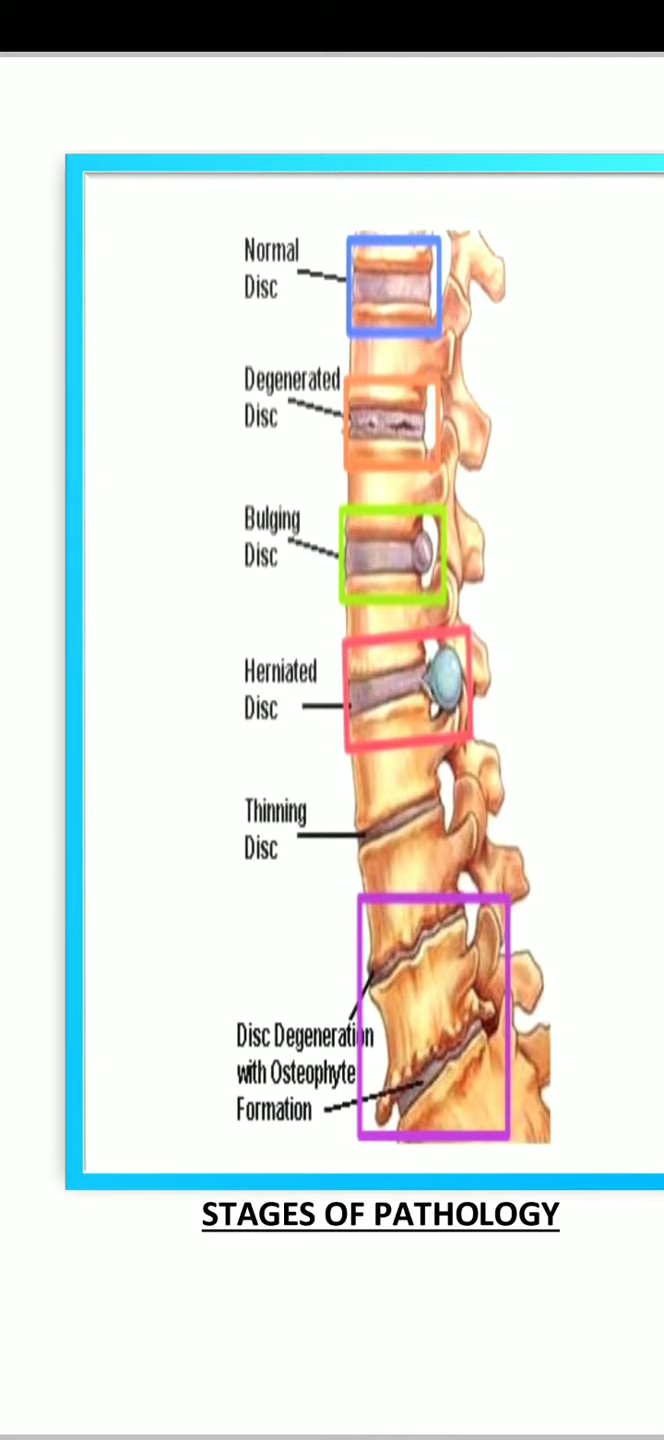 Normal
Disc
Degenerated
Disc
Bulging
Disc
Herniated
Disc
Thinning
Disc
Disc Degeneration
with Osteophyte
Formation
STAGES OF PATHOLOGY